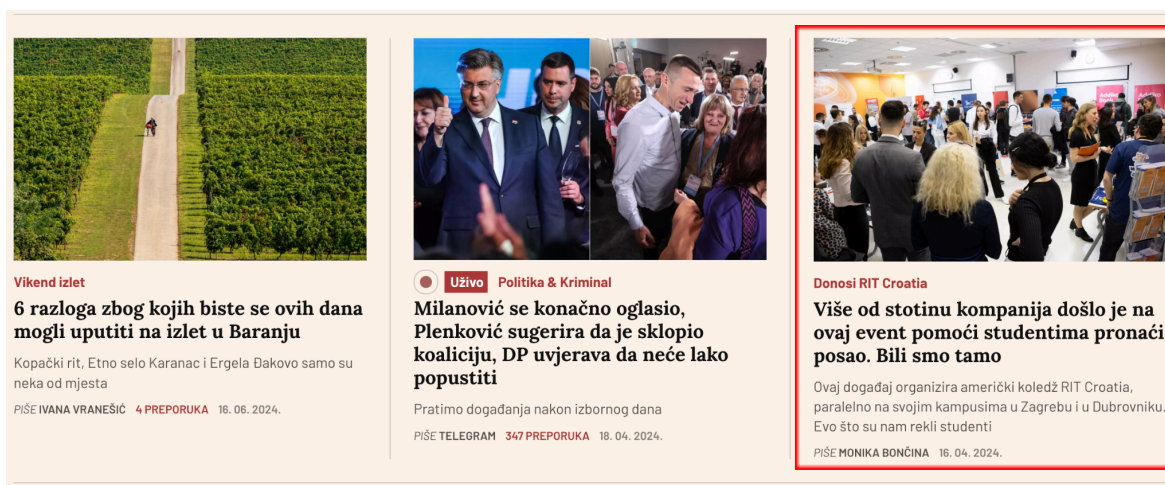 Vikend izlet
6 razloga zbog kojih biste se ovih dana
mogli uputiti na izlet u Baranju
Kopački rit, Etno selo Karanac i Ergela Đakovo samo su
neka od mjesta
PIŠE IVANA VRANEŠIĆ 4 PREPORUKA 16. 06. 2024.
Uživo Politika & Kriminal
Milanović se konačno oglasio,
Plenković sugerira da je sklopio
koaliciju, DP uvjerava da neće lako
popustiti
Pratimo događanja nakon izbornog dana
PIŠE TELEGRAM 347 PREPORUKA 18. 04. 2024.
Donosi RIT Croatia
Više od stotinu kompanija došlo je na
ovaj event pomoći studentima pronaći
posao. Bili smo tamo
Ovaj događaj organizira američki koledž RIT Croatia,
paralelno na svojim kampusima u Zagrebu i u Dubrovniku.
Evo što su nam rekli studenti
PIŠE MONIKA BONČINA 16. 04. 2024.